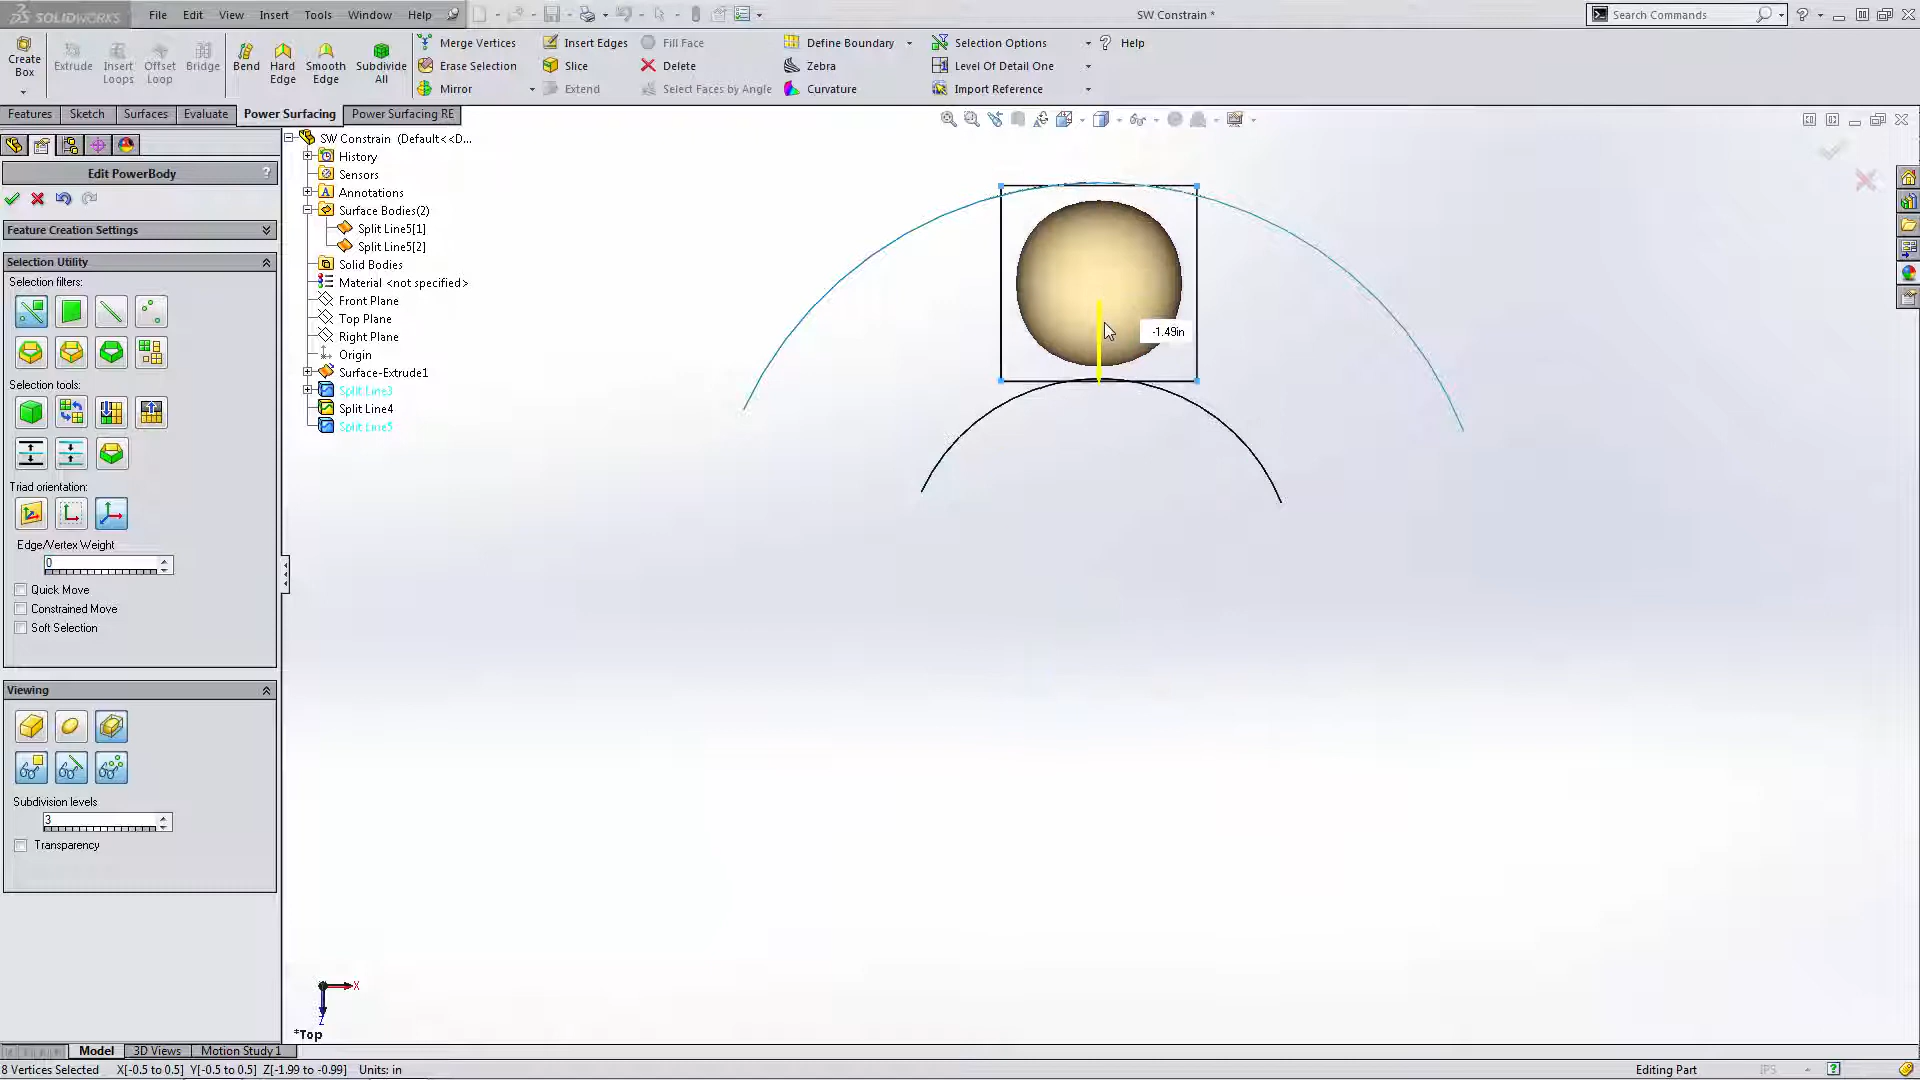 SOLIDWORKS File Edit View Insert Tools Window Help SW Constrain * Search Commands
Create Box Extrude Insert Loops Offset Loop Bridge Bend Hard Edge Smooth Edge Subdivide All
Merge Vertices Insert Edges Fill Face Define Boundary Selection Options Help
Erase Selection Slice Delete Zebra Level Of Detail One
Mirror Extend Select Faces by Angle Curvature Import Reference
Features Sketch Surfaces Evaluate Power Surfacing Power Surfacing RE
Edit PowerBody ?
Feature Creation Settings
Selection Utility
Selection filters:
Selection tools:
Triad orientation:
Edge/Vertex Weight
0
Quick Move
Constrained Move
Soft Selection
Viewing
Subdivision levels
3
Transparency
SW Constrain (Default<<D...
History
Sensors
Annotations
Surface Bodies(2)
Split Line5[1]
Split Line5[2]
Solid Bodies
Material <not specified>
Front Plane
Top Plane
Right Plane
Origin
Surface-Extrude1
Split Line3
Split Line4
Split Line5
-1.49in
X
Z
*Top
Model 3D Views Motion Study 1
8 Vertices Selected X[-0.5 to 0.5] Y[-0.5 to 0.5] Z[-1.99 to -0.99] Units: in Editing Part IPS